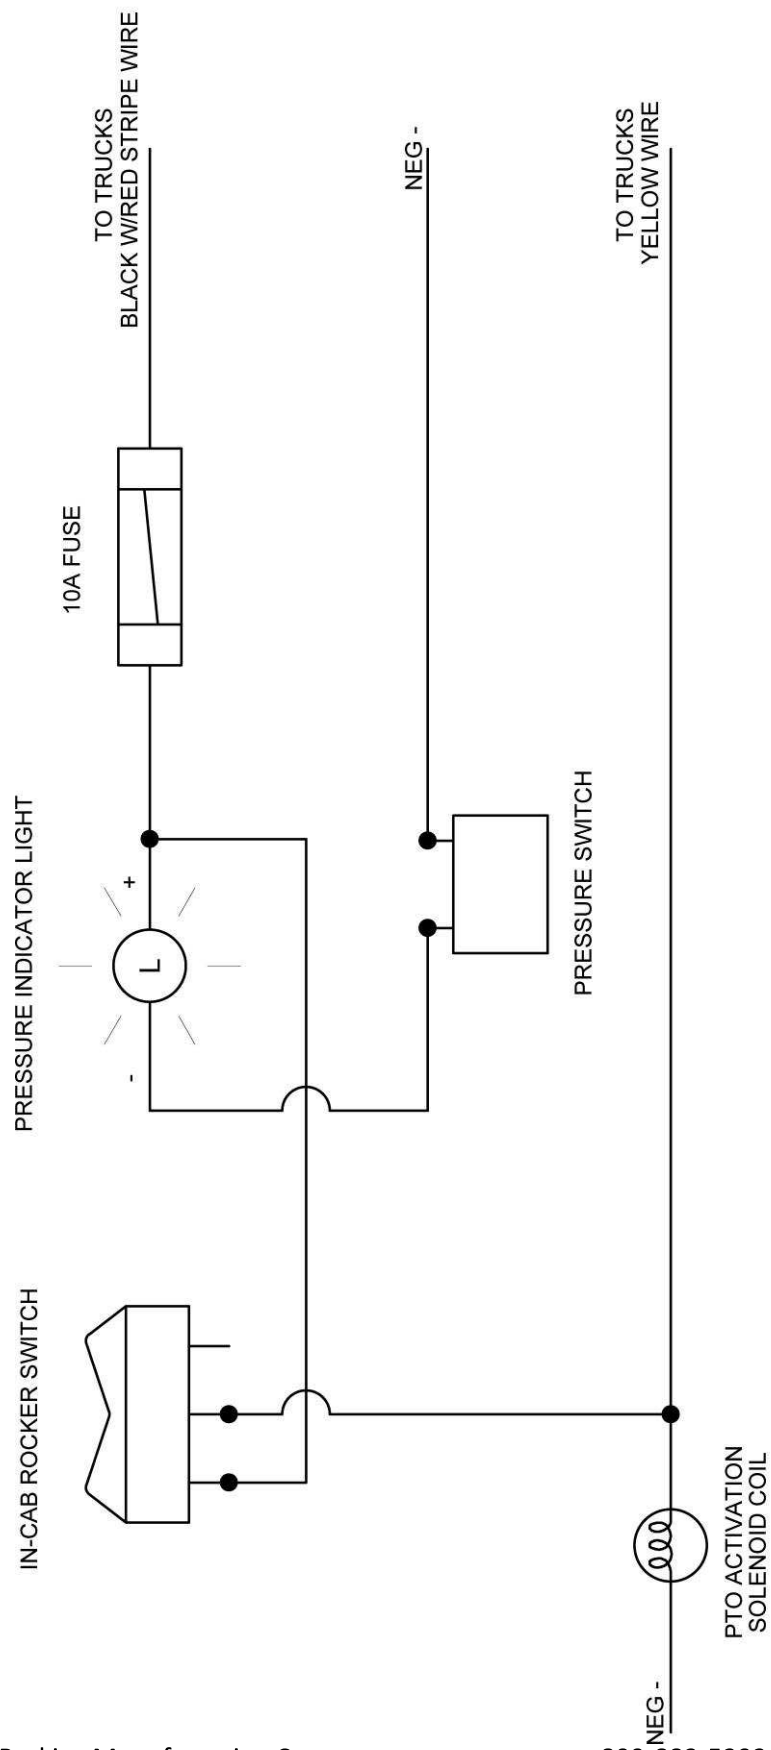 TO TRUCKS
BLACK W/RED STRIPE WIRE
NEG -
TO TRUCKS
YELLOW WIRE
10A FUSE
PRESSURE INDICATOR LIGHT
+
L
-
PRESSURE SWITCH
IN-CAB ROCKER SWITCH
PTO ACTIVATION
SOLENOID COIL
NEG -